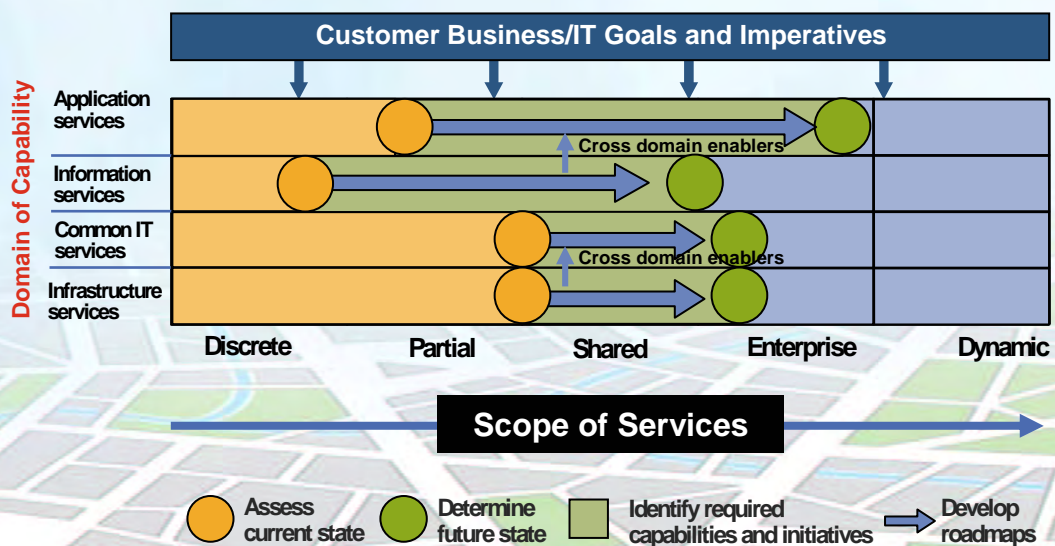 Customer Business/IT Goals and Imperatives
Domain of Capability
Application
services
Cross domain enablers
Information
services
Common IT
services
Cross domain enablers
Infrastructure
services
Discrete
Partial
Shared
Enterprise
Dynamic
Scope of Services
Assess
current state
Determine
future state
Identify required
capabilities and initiatives
Develop
roadmaps